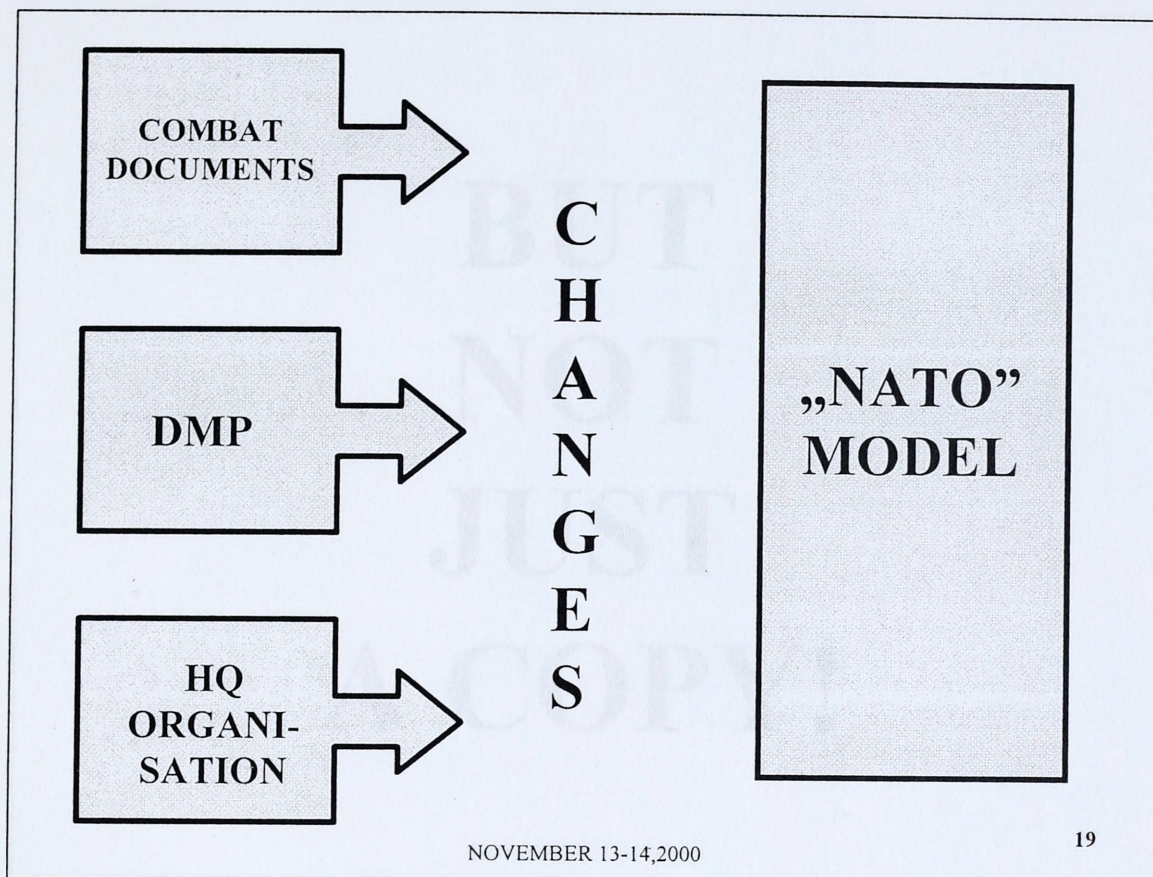 COMBAT
DOCUMENTS
DMP
HQ
ORGANI-
SATION
C
H
A
N
G
E
S
„NATO”
MODEL
BUT
NOT
JUST
A COPY!
NOVEMBER 13-14,2000
19